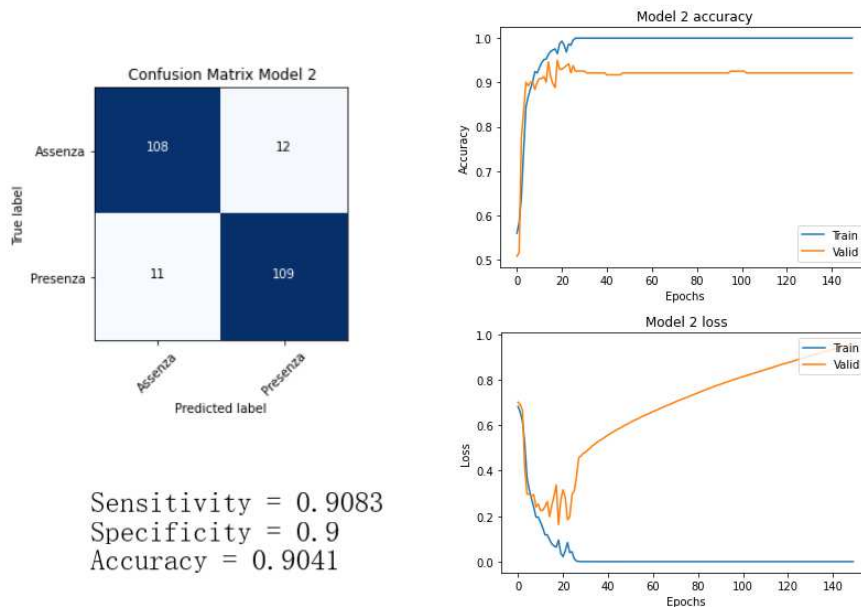 Confusion Matrix Model 2
True label
Assenza
108
12
Presenza
11
109
Assenza
Presenza
Predicted label
Sensitivity = 0.9083
Specificity = 0.9
Accuracy = 0.9041
Model 2 accuracy
Accuracy
1.0
0.9
0.8
0.7
0.6
0.5
Train
Valid
0 20 40 60 80 100 120 140
Epochs
Model 2 loss
Loss
1.0
0.8
0.6
0.4
0.2
0.0
Train
Valid
0 20 40 60 80 100 120 140
Epochs